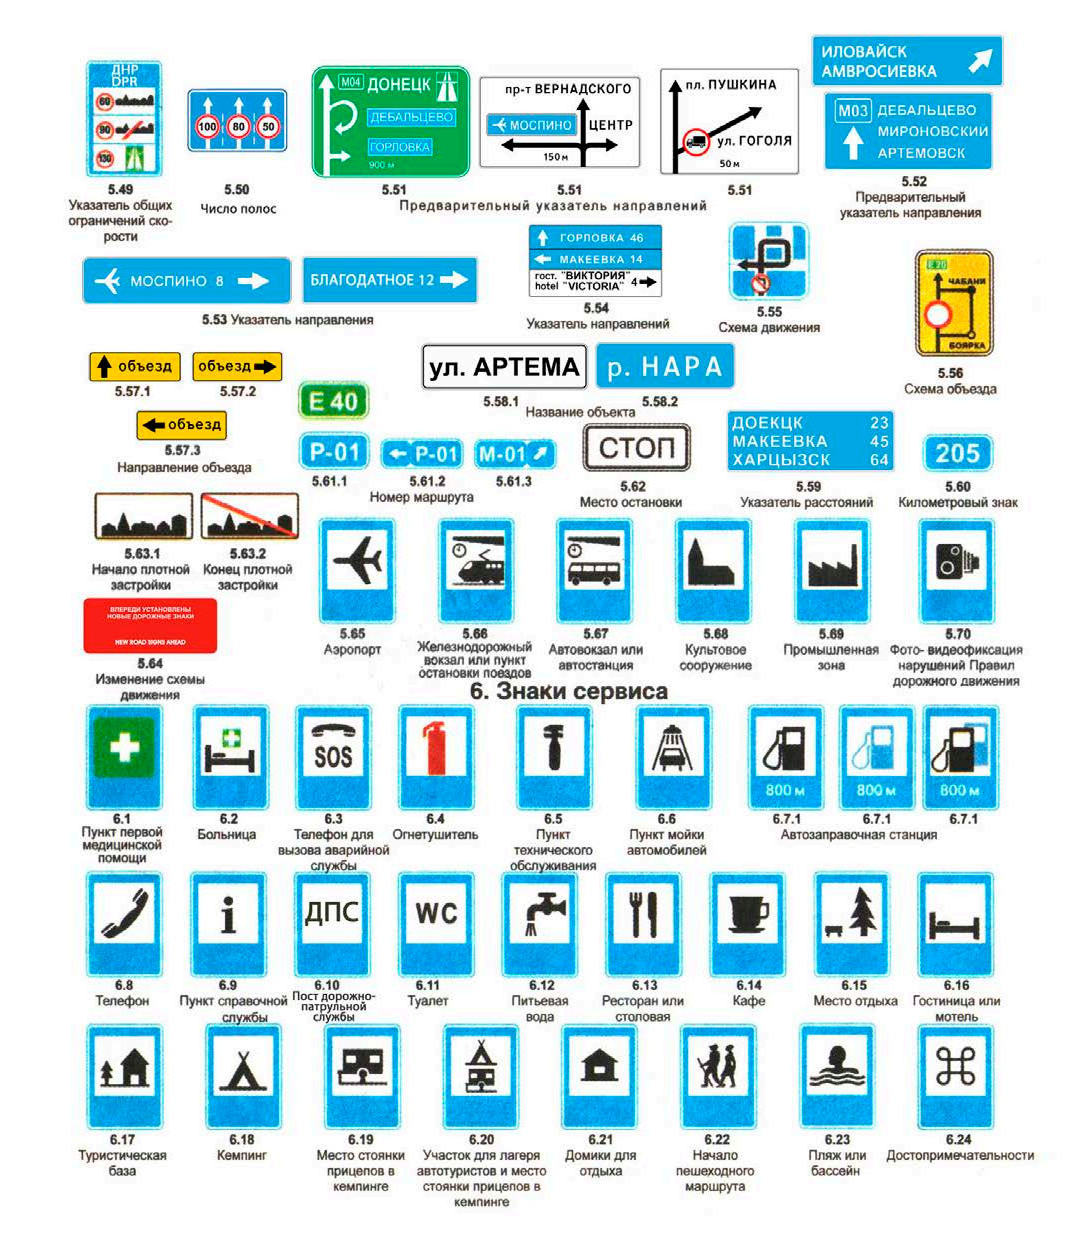 ДНР
DPR
60
90
130
5.49
Указатель общих
ограничений ско-
рости
100 80 50
5.50
Число полос
М04 ДОНЕЦК
ДЕБАЛЬЦЕВО
ГОРЛОВКА
900 м
5.51
пр-т ВЕРНАДСКОГО
МОСПИНО ЦЕНТР
150 м
5.51
пл. ПУШКИНА
ул. ГОГОЛЯ
50 м
5.51
Предварительный указатель направлений
ИЛОВАЙСК
АМВРОСИЕВКА
М03 ДЕБАЛЬЦЕВО
МИРОНОВСКИЙ
АРТЕМОВСК
5.52
Предварительный
указатель направления
МОСПИНО 8
БЛАГОДАТНОЕ 12
5.53 Указатель направления
ГОРЛОВКА 46
МАКЕЕВКА 14
гост. "ВИКТОРИЯ"
hotel "VICTORIA" 4
5.54
Указатель направлений
5.55
Схема движения
E 20
ЧАБАНИ
БОЯРКА
5.56
Схема объезда
объезд
5.57.1
объезд
5.57.2
объезд
5.57.3
Направление объезда
ул. АРТЕМА
5.58.1
р. НАРА
5.58.2
Название объекта
Е 40
Р-01
5.61.1
Р-01
5.61.2
М-01
5.61.3
Номер маршрута
СТОП
5.62
Место остановки
ДОЕКЦК 23
МАКЕЕВКА 45
ХАРЦЫЗСК 64
5.59
Указатель расстояний
205
5.60
Километровый знак
5.63.1
Начало плотной
застройки
5.63.2
Конец плотной
застройки
ВПЕРЕДИ УСТАНОВЛЕНЫ
НОВЫЕ ДОРОЖНЫЕ ЗНАКИ
NEW ROAD SIGNS AHEAD
5.64
Изменение схемы
движения
5.65
Аэропорт
5.66
Железнодорожный
вокзал или пункт
остановки поездов
5.67
Автовокзал или
автостанция
5.68
Культовое
сооружение
5.69
Промышленная
зона
5.70
Фото- видеофиксация
нарушений Правил
дорожного движения
6. Знаки сервиса
6.1
Пункт первой
медицинской
помощи
6.2
Больница
SOS
6.3
Телефон для
вызова аварийной
службы
6.4
Огнетушитель
6.5
Пункт
технического
обслуживания
6.6
Пункт мойки
автомобилей
800 м
6.7.1
800 м
6.7.1
800 м
6.7.1
Автозаправочная станция
6.8
Телефон
i
6.9
Пункт справочной
службы
ДПС
6.10
Пост дорожно-
патрульной
службы
WC
6.11
Туалет
6.12
Питьевая
вода
6.13
Ресторан или
столовая
6.14
Кафе
6.15
Место отдыха
6.16
Гостиница или
мотель
6.17
Туристическая
база
6.18
Кемпинг
6.19
Место стоянки
прицепов в
кемпинге
6.20
Участок для лагеря
автотуристов и место
стоянки прицепов в
кемпинге
6.21
Домики для
отдыха
6.22
Начало
пешеходного
маршрута
6.23
Пляж или
бассейн
6.24
Достопримечательности